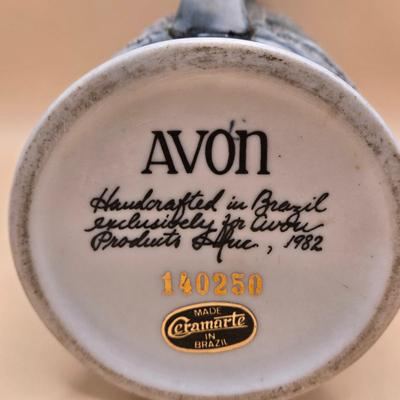 AVON
Handcrafted in Brazil
exclusively for Avon
Products Inc., 1982
140250
MADE
Ceramarte
IN
BRAZIL